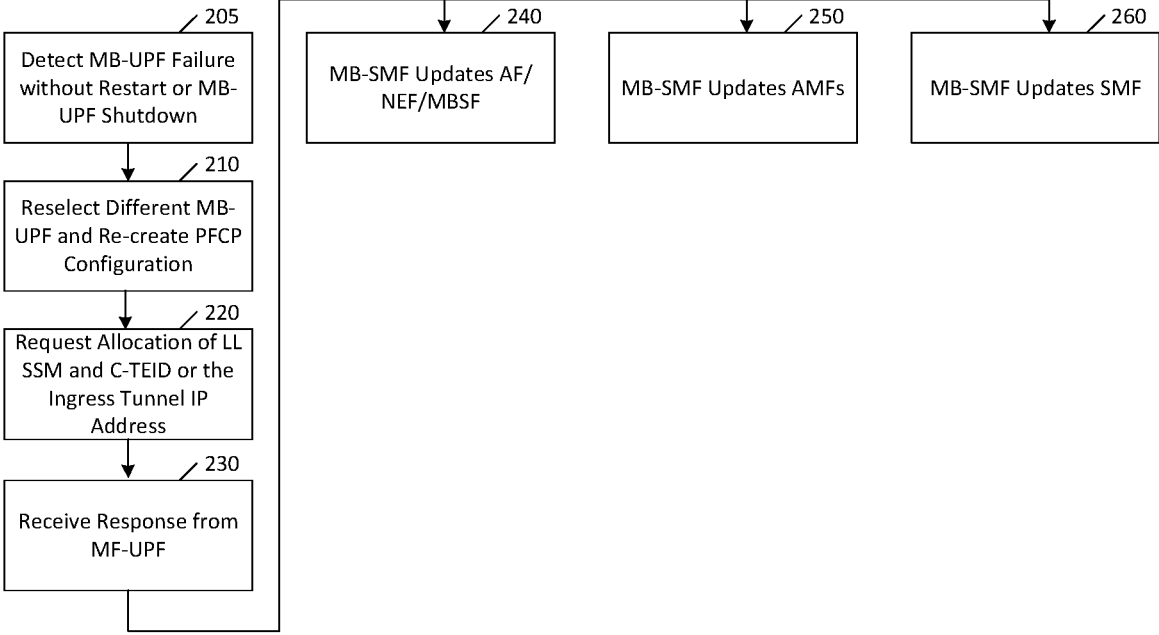 205
Detect MB-UPF Failure
without Restart or MB-
UPF Shutdown
210
Reselect Different MB-
UPF and Re-create PFCP
Configuration
220
Request Allocation of LL
SSM and C-TEID or the
Ingress Tunnel IP
Address
230
Receive Response from
MF-UPF
240
MB-SMF Updates AF/
NEF/MBSF
250
MB-SMF Updates AMFs
260
MB-SMF Updates SMF